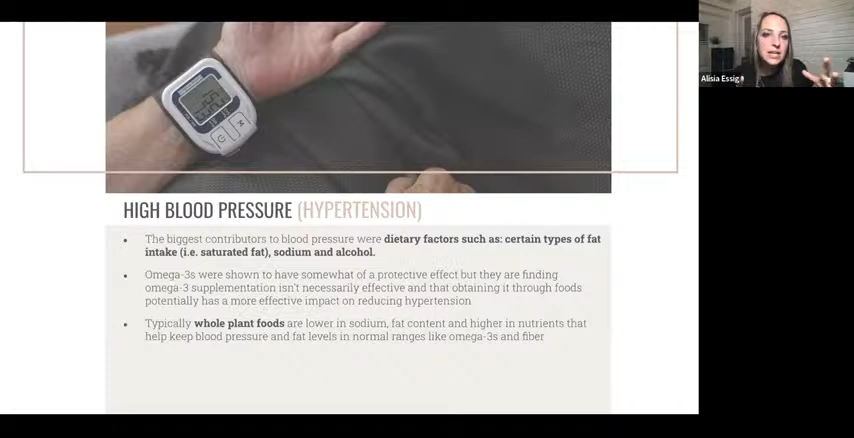 Alisia Essig
HIGH BLOOD PRESSURE (HYPERTENSION)
• The biggest contributors to blood pressure were dietary factors such as: certain types of fat
intake (i.e. saturated fat), sodium and alcohol.
• Omega-3s were shown to have somewhat of a protective effect but they are finding
omega-3 supplementation isn't necessarily effective and that obtaining it through foods
potentially has a more effective impact on reducing hypertension
• Typically whole plant foods are lower in sodium, fat content and higher in nutrients that
help keep blood pressure and fat levels in normal ranges like omega-3s and fiber